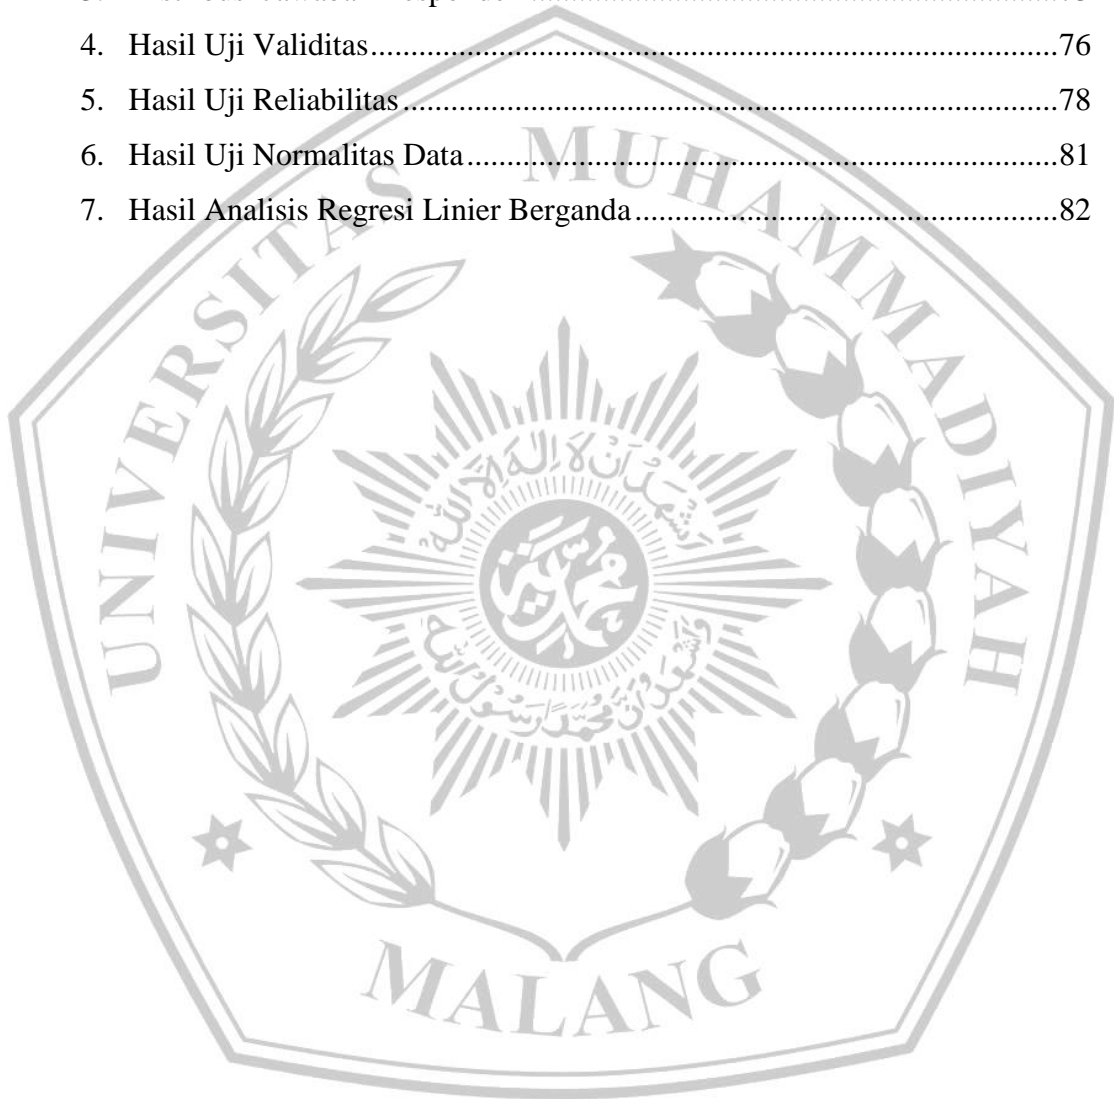 4. Hasil Uji Validitas....................................................................................76
5. Hasil Uji Reliabilitas................................................................................78
6. Hasil Uji Normalitas Data........................................................................81
7. Hasil Analisis Regresi Linier Berganda....................................................82
UNIVERSITAS MUHAMMADIYAH
MALANG